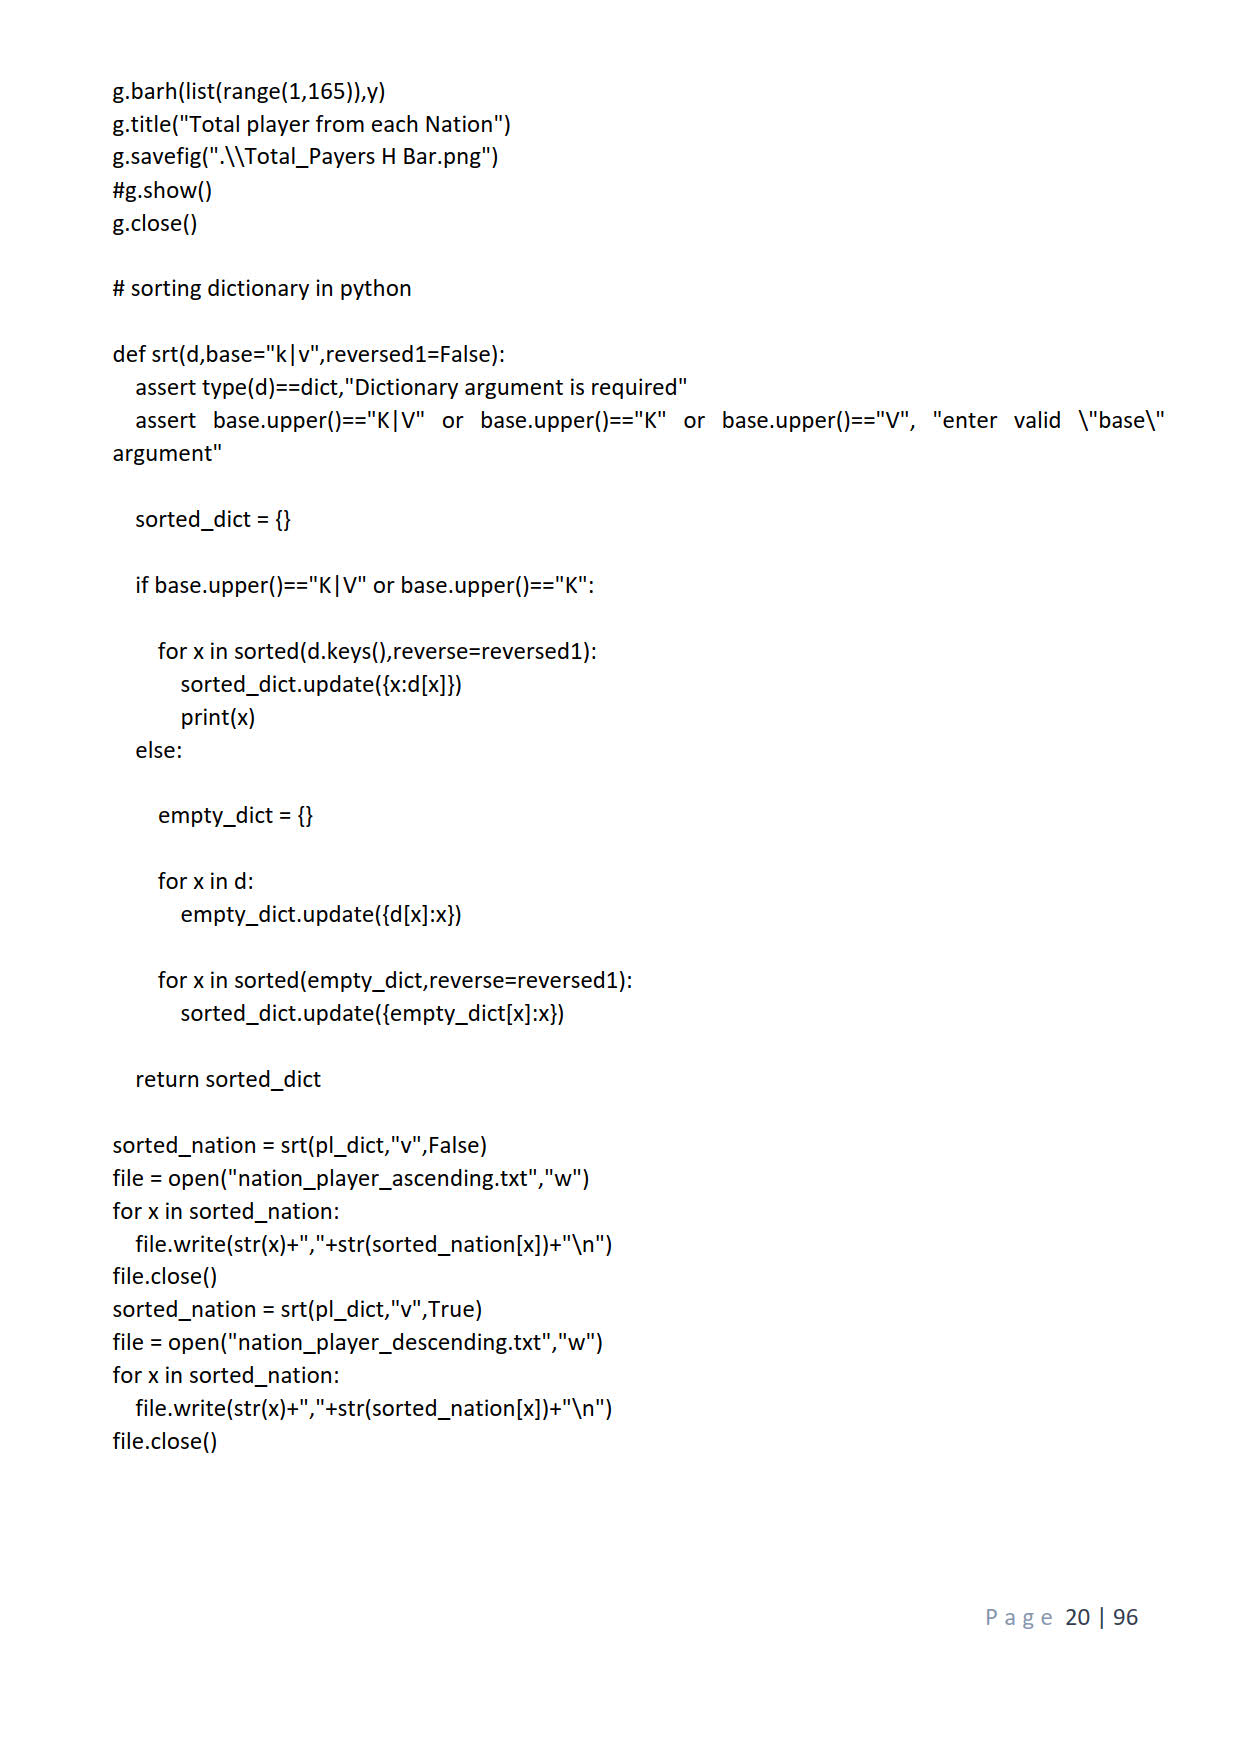 g.barh(list(range(1,165)),y)
g.title("Total player from each Nation")
g.savefig(".\\Total_Payers H Bar.png")
#g.show()
g.close()

# sorting dictionary in python

def srt(d,base="k|v",reversed1=False):
    assert type(d)==dict,"Dictionary argument is required"
    assert base.upper()=="K|V" or base.upper()=="K" or base.upper()=="V", "enter valid \"base\"
argument"

    sorted_dict = {}

    if base.upper()=="K|V" or base.upper()=="K":

        for x in sorted(d.keys(),reverse=reversed1):
            sorted_dict.update({x:d[x]})
            print(x)
    else:

        empty_dict = {}

        for x in d:
            empty_dict.update({d[x]:x})

        for x in sorted(empty_dict,reverse=reversed1):
            sorted_dict.update({empty_dict[x]:x})

    return sorted_dict

sorted_nation = srt(pl_dict,"v",False)
file = open("nation_player_ascending.txt","w")
for x in sorted_nation:
    file.write(str(x)+","+str(sorted_nation[x])+"\n")
file.close()
sorted_nation = srt(pl_dict,"v",True)
file = open("nation_player_descending.txt","w")
for x in sorted_nation:
    file.write(str(x)+","+str(sorted_nation[x])+"\n")
file.close()

Page 20 | 96